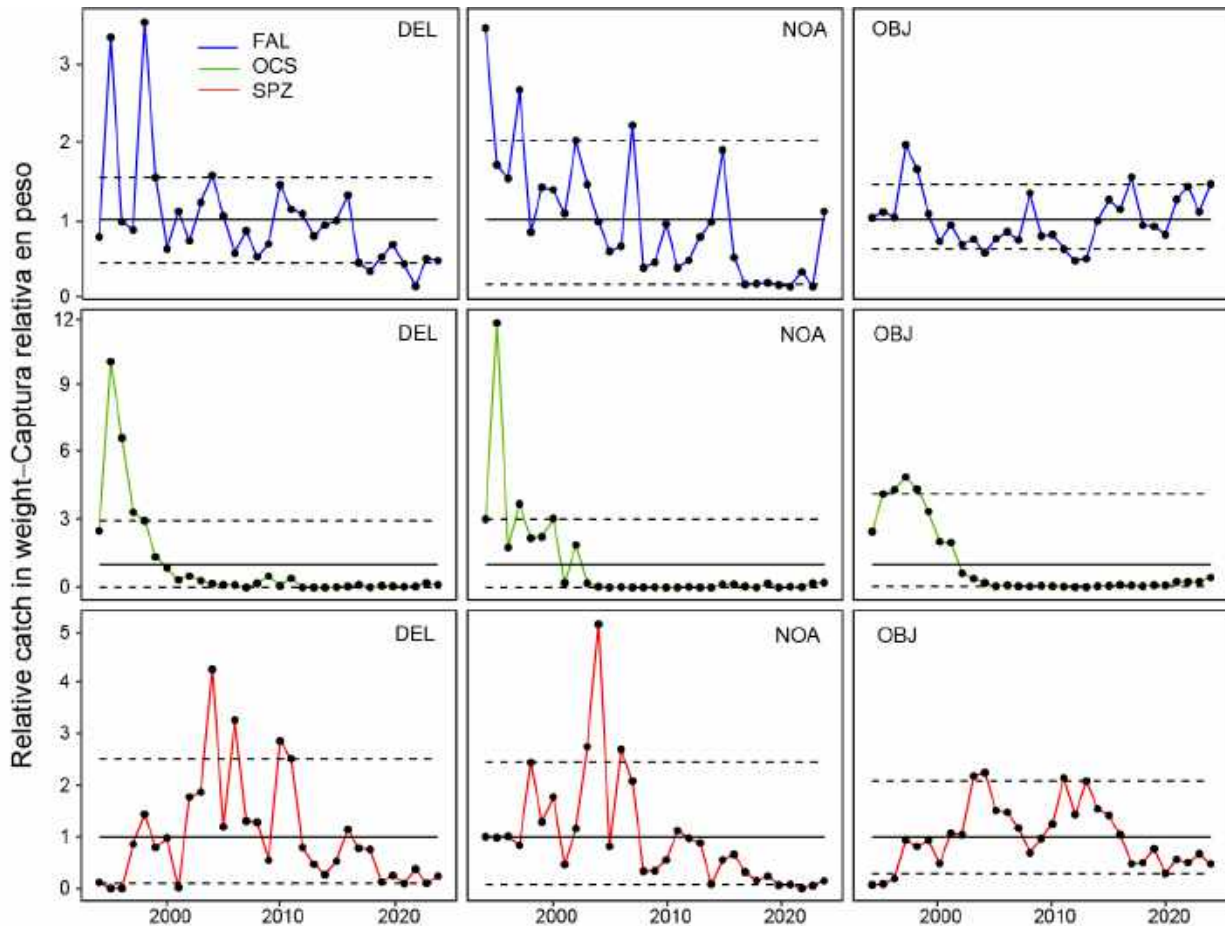 Relative catch in weight–Captura relativa en peso
DEL
NOA
OBJ
FAL
OCS
SPZ
3
2
1
0
DEL
NOA
OBJ
12
9
6
3
0
DEL
NOA
OBJ
5
4
3
2
1
0
2000 2010 2020 2000 2010 2020 2000 2010 2020